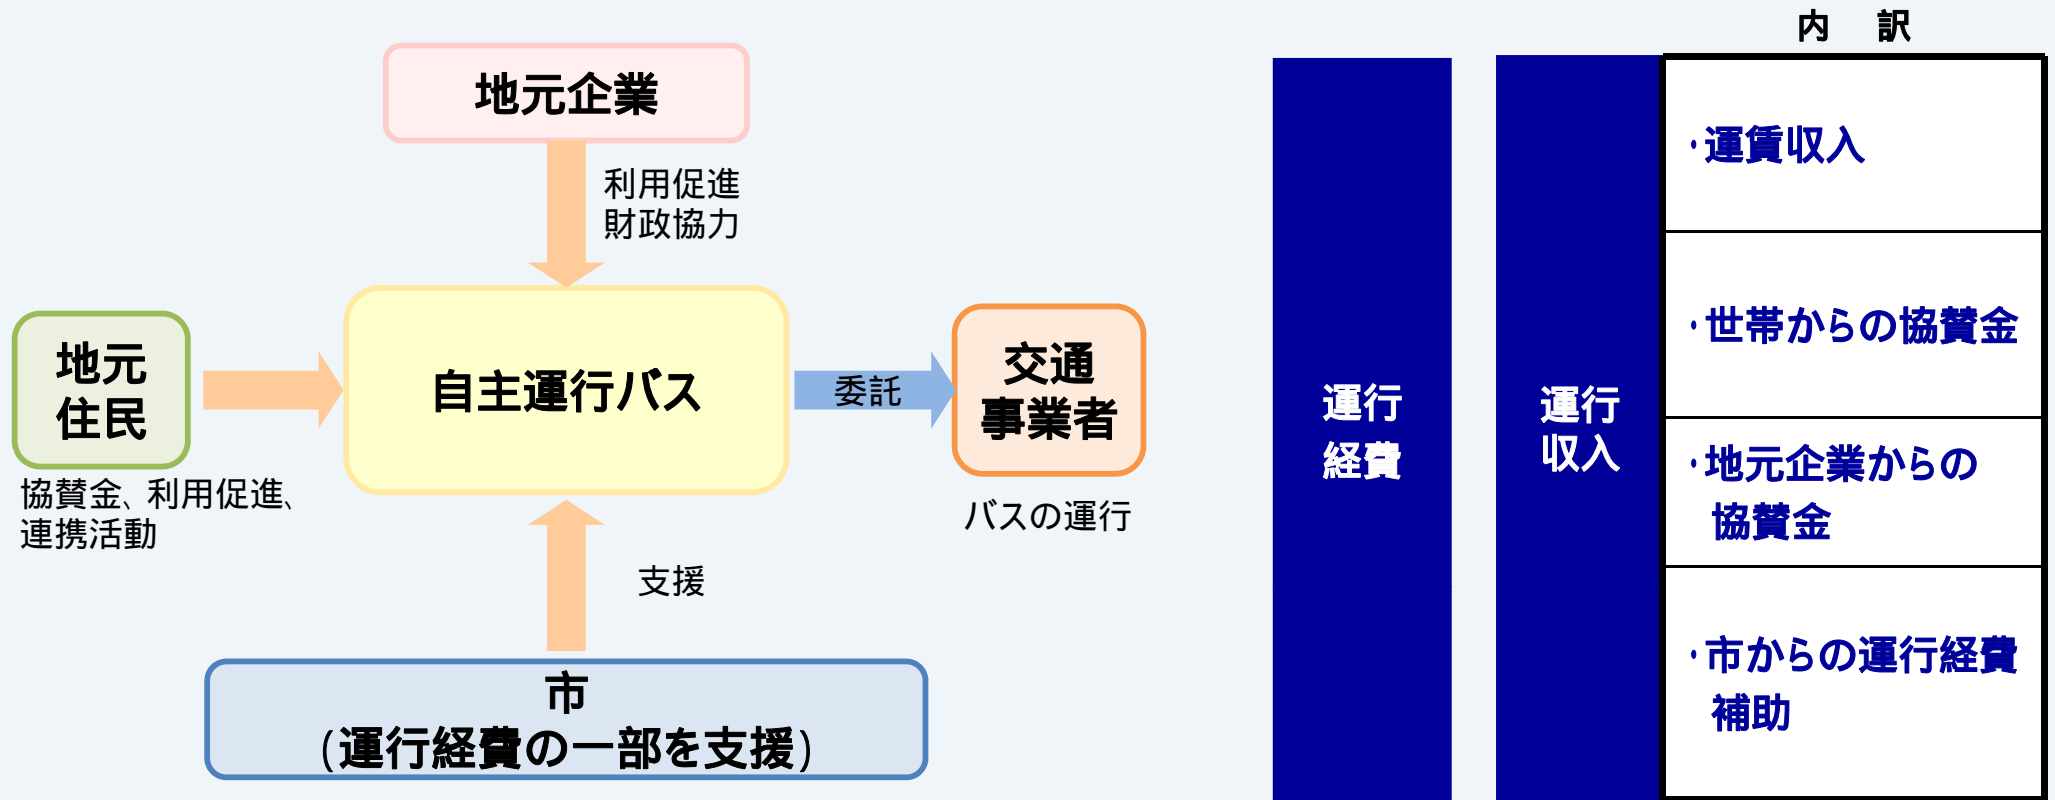 地元企業
利用促進
財政協力
地元
住民
協賛金、利用促進、
連携活動
自主運行バス
委託
交通
事業者
バスの運行
支援
市
(運行経費の一部を支援)
運行
経費
運行
収入
内　訳
・運賃収入
・世帯からの協賛金
・地元企業からの
協賛金
・市からの運行経費
補助